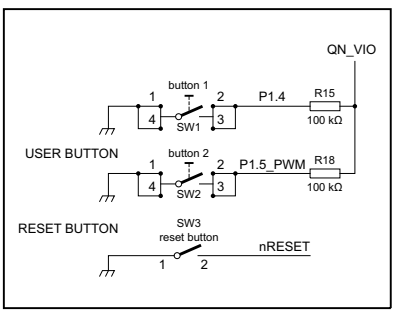 QN_VIO
button 1
1 2 P1.4 R15
4 3 100 kΩ
SW1
USER BUTTON
button 2
1 2 P1.5_PWM R18
4 3 100 kΩ
SW2
RESET BUTTON
SW3
reset button
nRESET
1 2